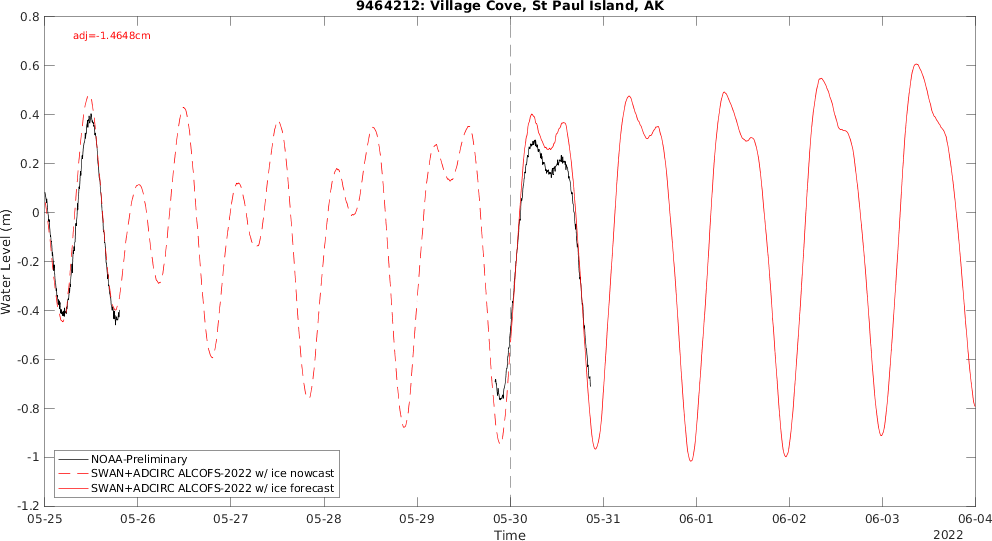 9464212: Village Cove, St Paul Island, AK
adj=-1.4648cm
0.8
0.6
0.4
0.2
0
-0.2
-0.4
-0.6
-0.8
-1
-1.2
Water Level (m)
NOAA-Preliminary
SWAN+ADCIRC ALCOFS-2022 w/ ice nowcast
SWAN+ADCIRC ALCOFS-2022 w/ ice forecast
05-25 05-26 05-27 05-28 05-29 05-30 05-31 06-01 06-02 06-03 06-04
Time
2022